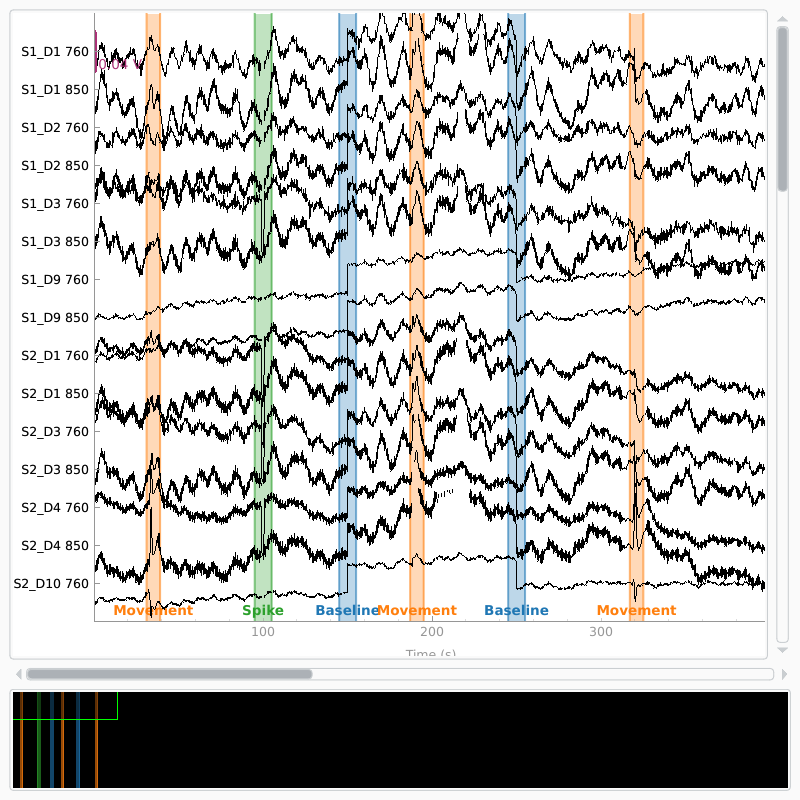 S1_D1 760
0.04 V
S1_D1 850
S1_D2 760
S1_D2 850
S1_D3 760
S1_D3 850
S1_D9 760
S1_D9 850
S2_D1 760
S2_D1 850
S2_D3 760
S2_D3 850
S2_D4 760
S2_D4 850
S2_D10 760
Movement Spike Baseline Movement Baseline Movement
100 200 300
Time (s)